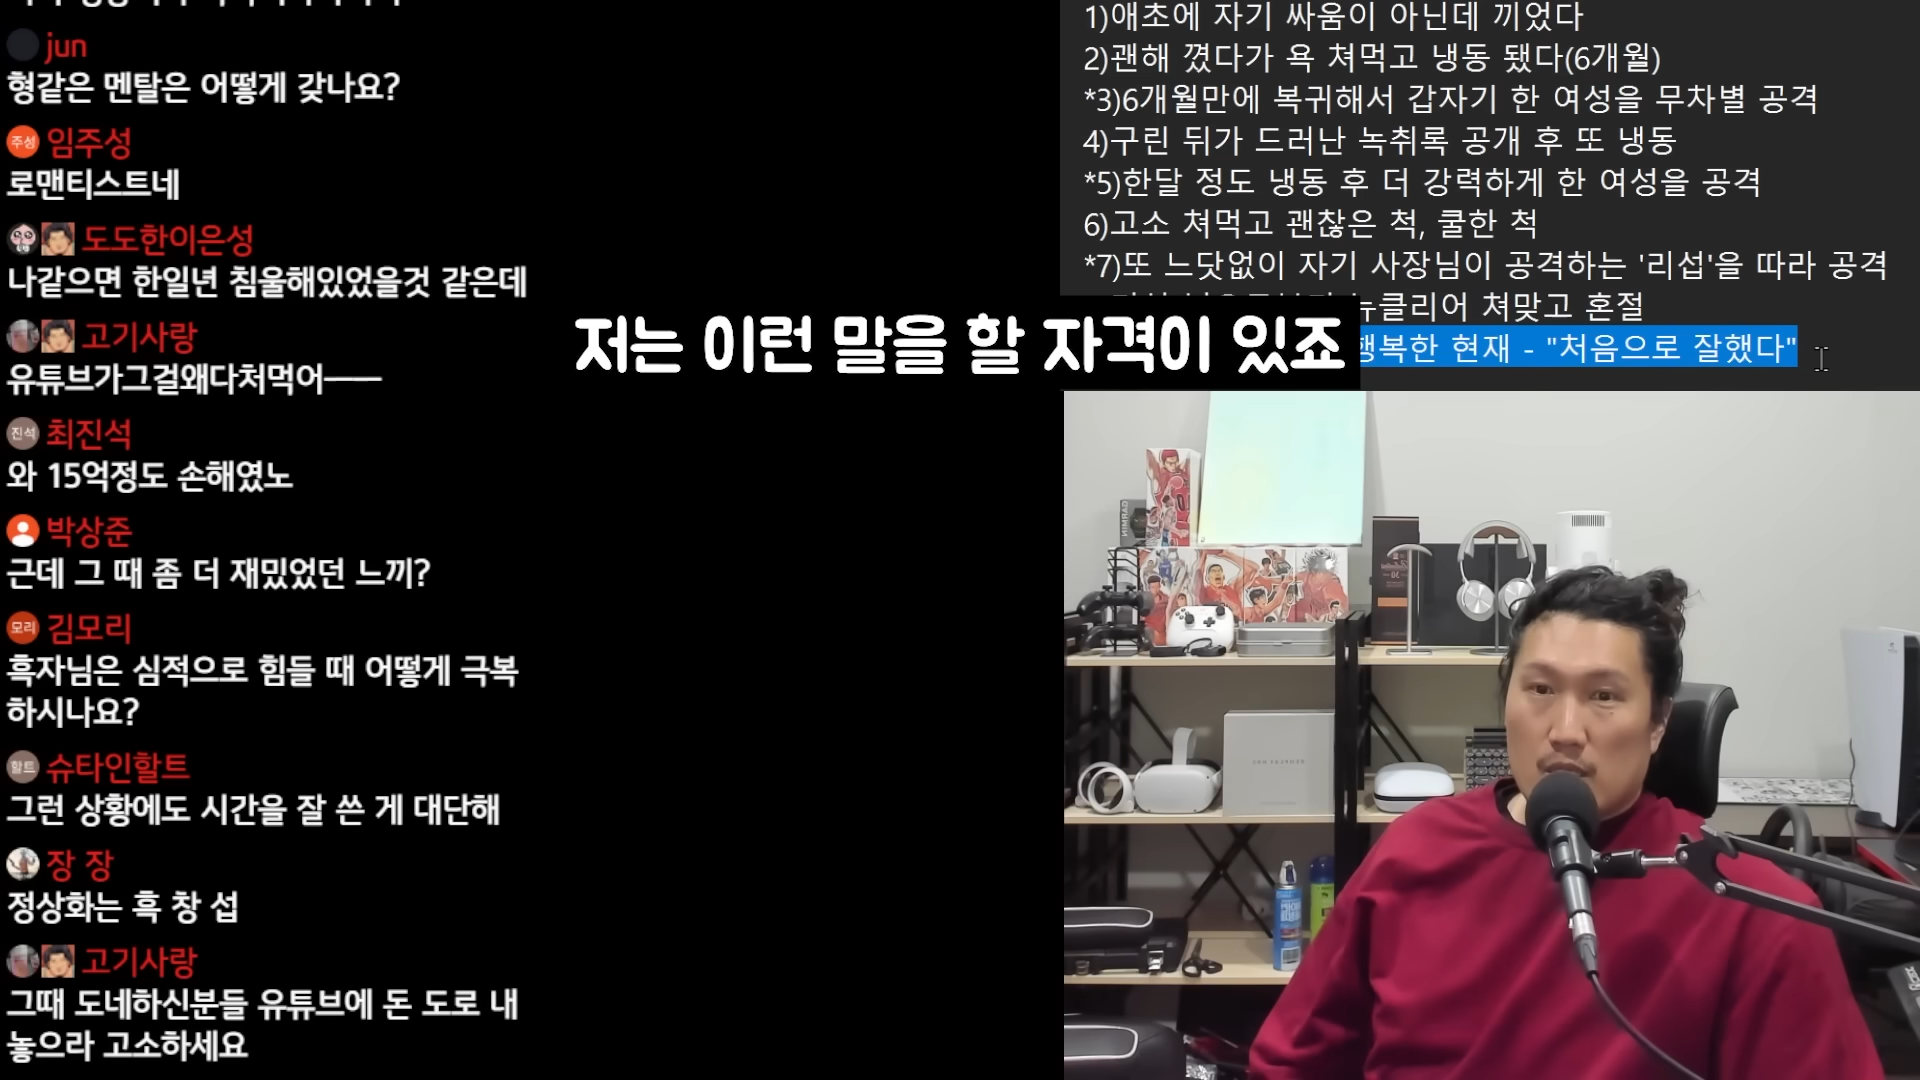 jun
형같은 멘탈은 어떻게 갖나요?
주성 임주성
로맨티스트네
도도한이은성
나같으면 한일년 침울해있었을것 같은데
고기사랑
유튜브가그걸왜다처먹어ㅡㅡ
진석 최진석
와 15억정도 손해였노
박상준
근데 그 때 좀 더 재밌었던 느끼?
모리 김모리
흑자님은 심적으로 힘들 때 어떻게 극복
하시나요?
할트 슈타인할트
그런 상황에도 시간을 잘 쓴 게 대단해
장 장
정상화는 흑 창 섭
고기사랑
그때 도네하신분들 유튜브에 돈 도로 내
놓으라 고소하세요
1)애초에 자기 싸움이 아닌데 끼었다
2)괜해 꼈다가 욕 쳐먹고 냉동 됐다(6개월)
*3)6개월만에 복귀해서 갑자기 한 여성을 무차별 공격
4)구린 뒤가 드러난 녹취록 공개 후 또 냉동
*5)한달 정도 냉동 후 더 강력하게 한 여성을 공격
6)고소 쳐먹고 괜찮은 척, 쿨한 척
*7)또 느닷없이 자기 사장님이 공격하는 '리섭'을 따라 공격
뉴클리어 쳐맞고 혼절
행복한 현재 - "처음으로 잘했다"
저는 이런 말을 할 자격이 있죠
GARMIN